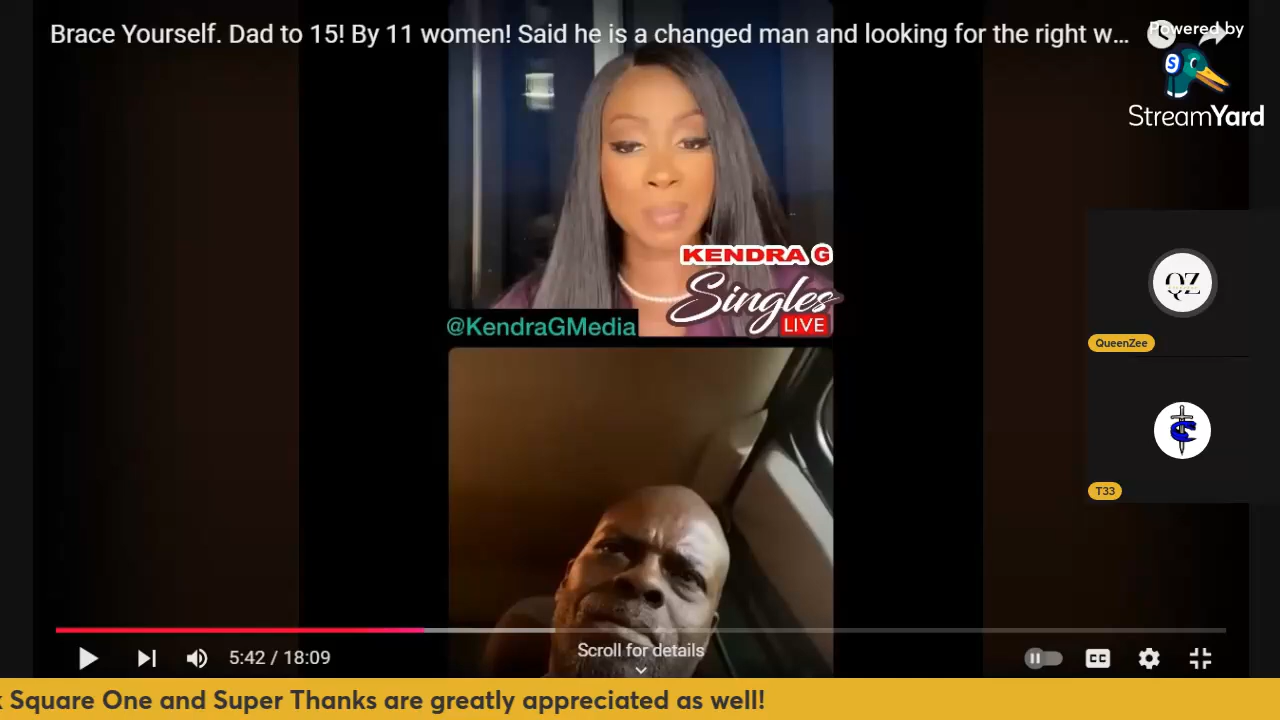 Brace Yourself. Dad to 15! By 11 women! Said he is a changed man and looking for the right w...
Powered by
S
StreamYard
KENDRA G
Singles
LIVE
@KendraGMedia
QZ
QueenZee
T33
5:42 / 18:09
Scroll for details
CC
Square One and Super Thanks are greatly appreciated as well!